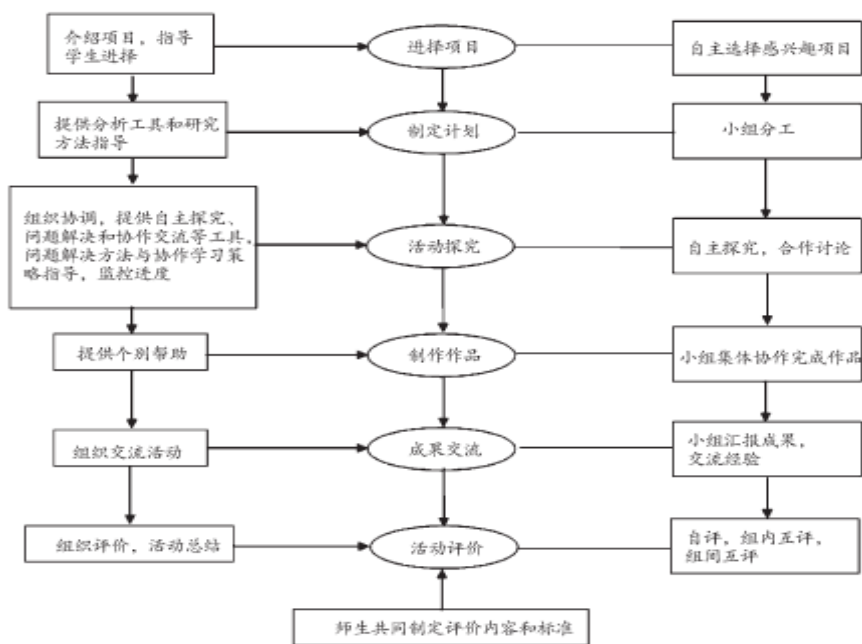 介绍项目，指导
学生进择
进择项目
自主选择感兴趣项目
提供分析工具和研究
方法指导
制定计划
小组分工
组织协调，提供自主探究、
问题解决和协作交流等工具，
问题解决方法与协作学习策
略指导，监控进度
活动探究
自主探究，合作讨论
提供个别帮助
制作作品
小组集体协作完成作品
组织交流活动
成果交流
小组汇报成果，
交流经验
组织评价，活动总结
活动评价
自评，组内互评，
组间互评
师生共同制定评价内容和标准